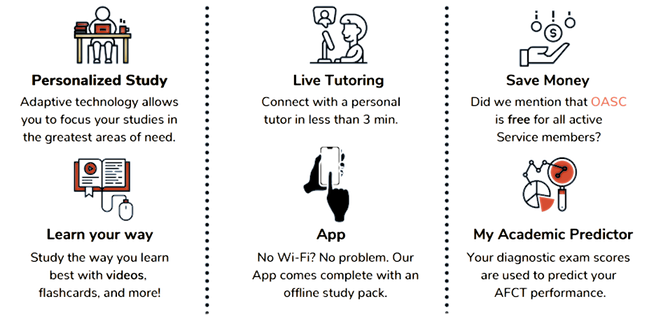 Personalized Study
Adaptive technology allows
you to focus your studies in
the greatest areas of need.
Live Tutoring
Connect with a personal
tutor in less than 3 min.
Save Money
Did we mention that OASC
is free for all active
Service members?
Learn your way
Study the way you learn
best with videos,
flashcards, and more!
App
No Wi-Fi? No problem. Our
App comes complete with an
offline study pack.
My Academic Predictor
Your diagnostic exam scores
are used to predict your
AFCT performance.